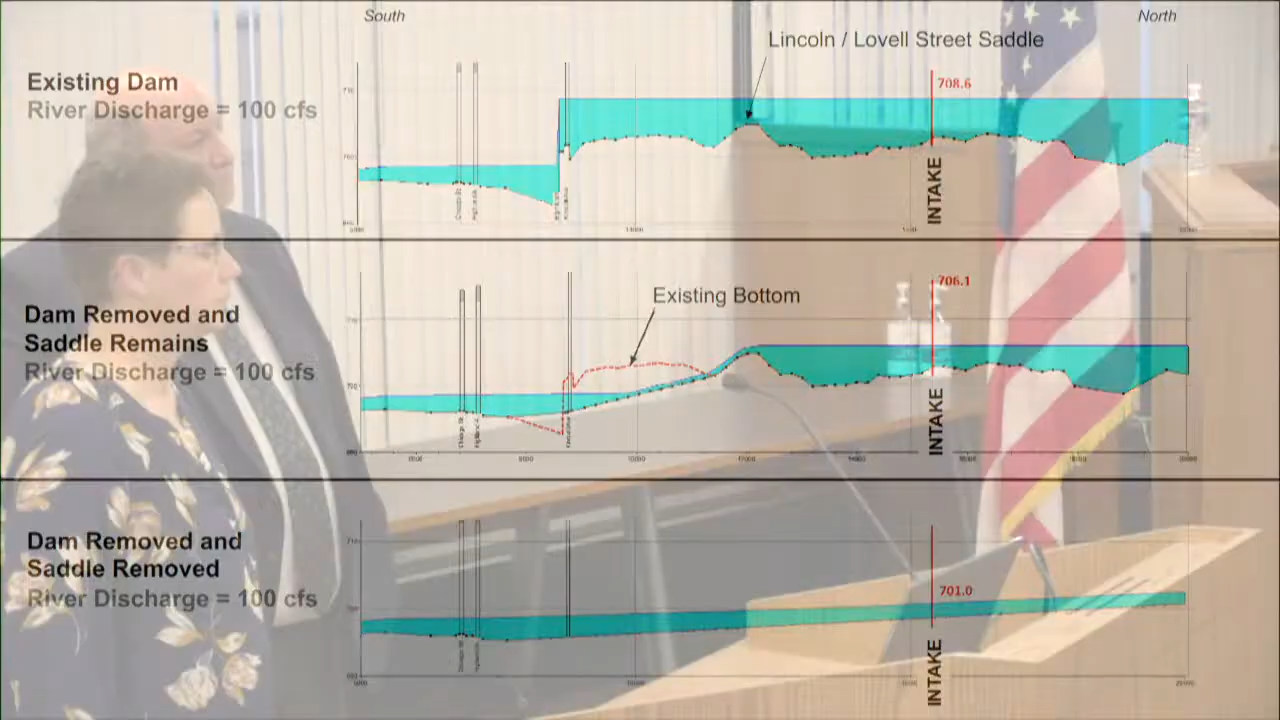 South
North
Lincoln / Lovell Street Saddle
Existing Dam
River Discharge = 100 cfs
708.6
INTAKE
706.1
Existing Bottom
Dam Removed and
Saddle Remains
River Discharge = 100 cfs
INTAKE
Dam Removed and
Saddle Removed
River Discharge = 100 cfs
701.0
INTAKE